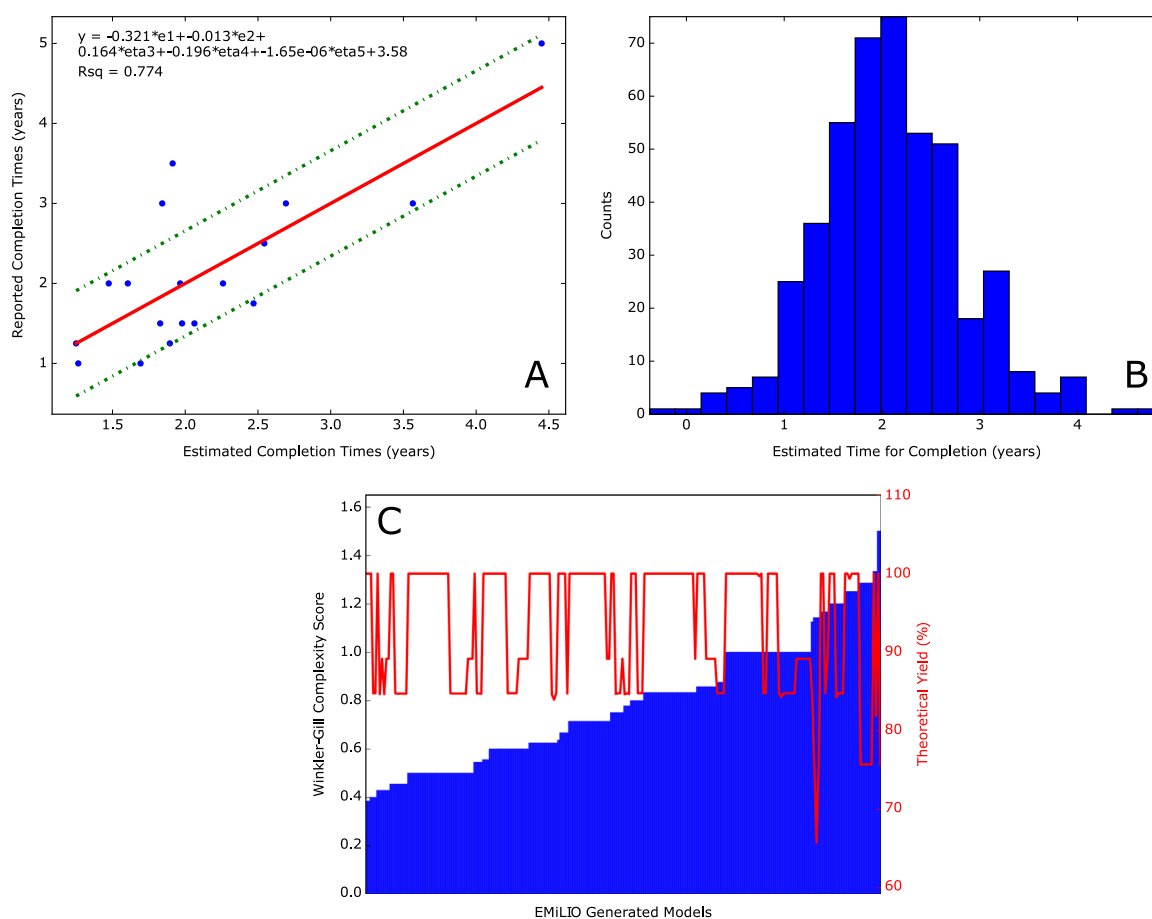 y = -0.321*e1+-0.013*e2+
0.164*eta3+-0.196*eta4+-1.65e-06*eta5+3.58
Rsq = 0.774
5
4
3
2
1
Reported Completion Times (years)
1.5 2.0 2.5 3.0 3.5 4.0 4.5
Estimated Completion Times (years)
A
70
60
50
40
30
20
10
0
Counts
0 1 2 3 4
Estimated Time for Completion (years)
B
C
1.6
1.4
1.2
1.0
0.8
0.6
0.4
0.2
0.0
Winkler-Gill Complexity Score
110
100
90
80
70
60
Theoretical Yield (%)
EMiLIO Generated Models